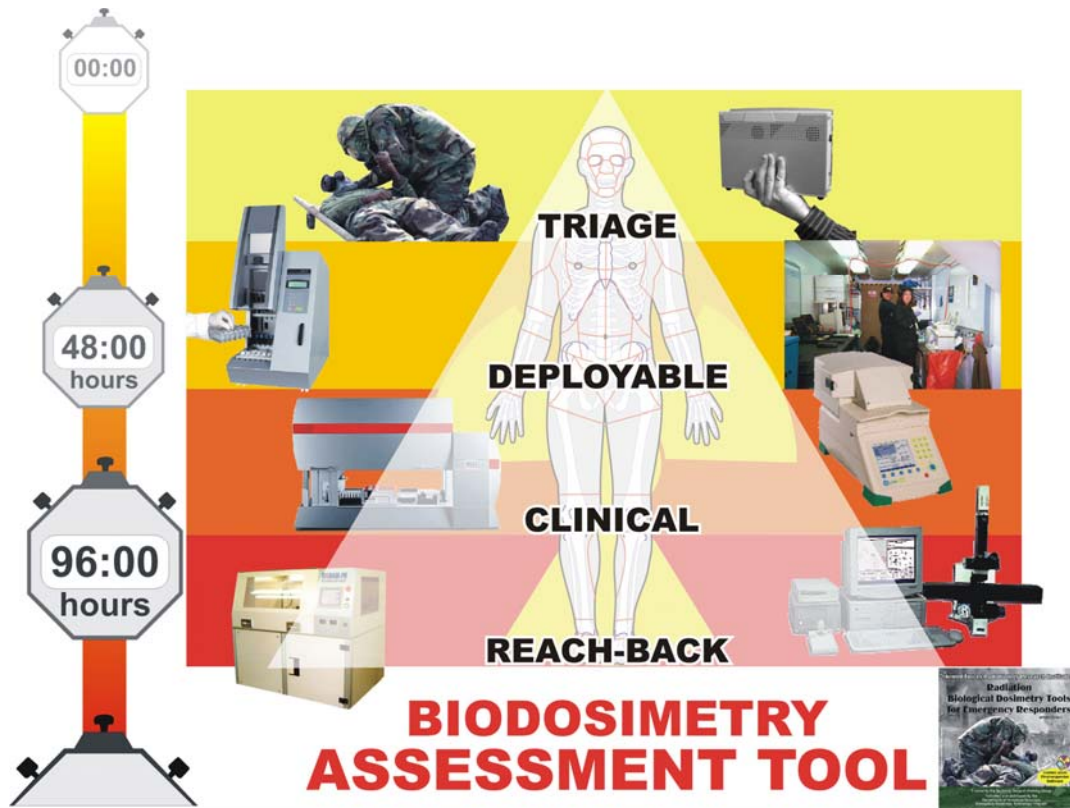 00:00
48:00
hours
96:00
hours
TRIAGE
DEPLOYABLE
CLINICAL
REACH-BACK
BIODOSIMETRY
ASSESSMENT TOOL
Radiation
Biological Dosimetry Tools
for Emergency Responders